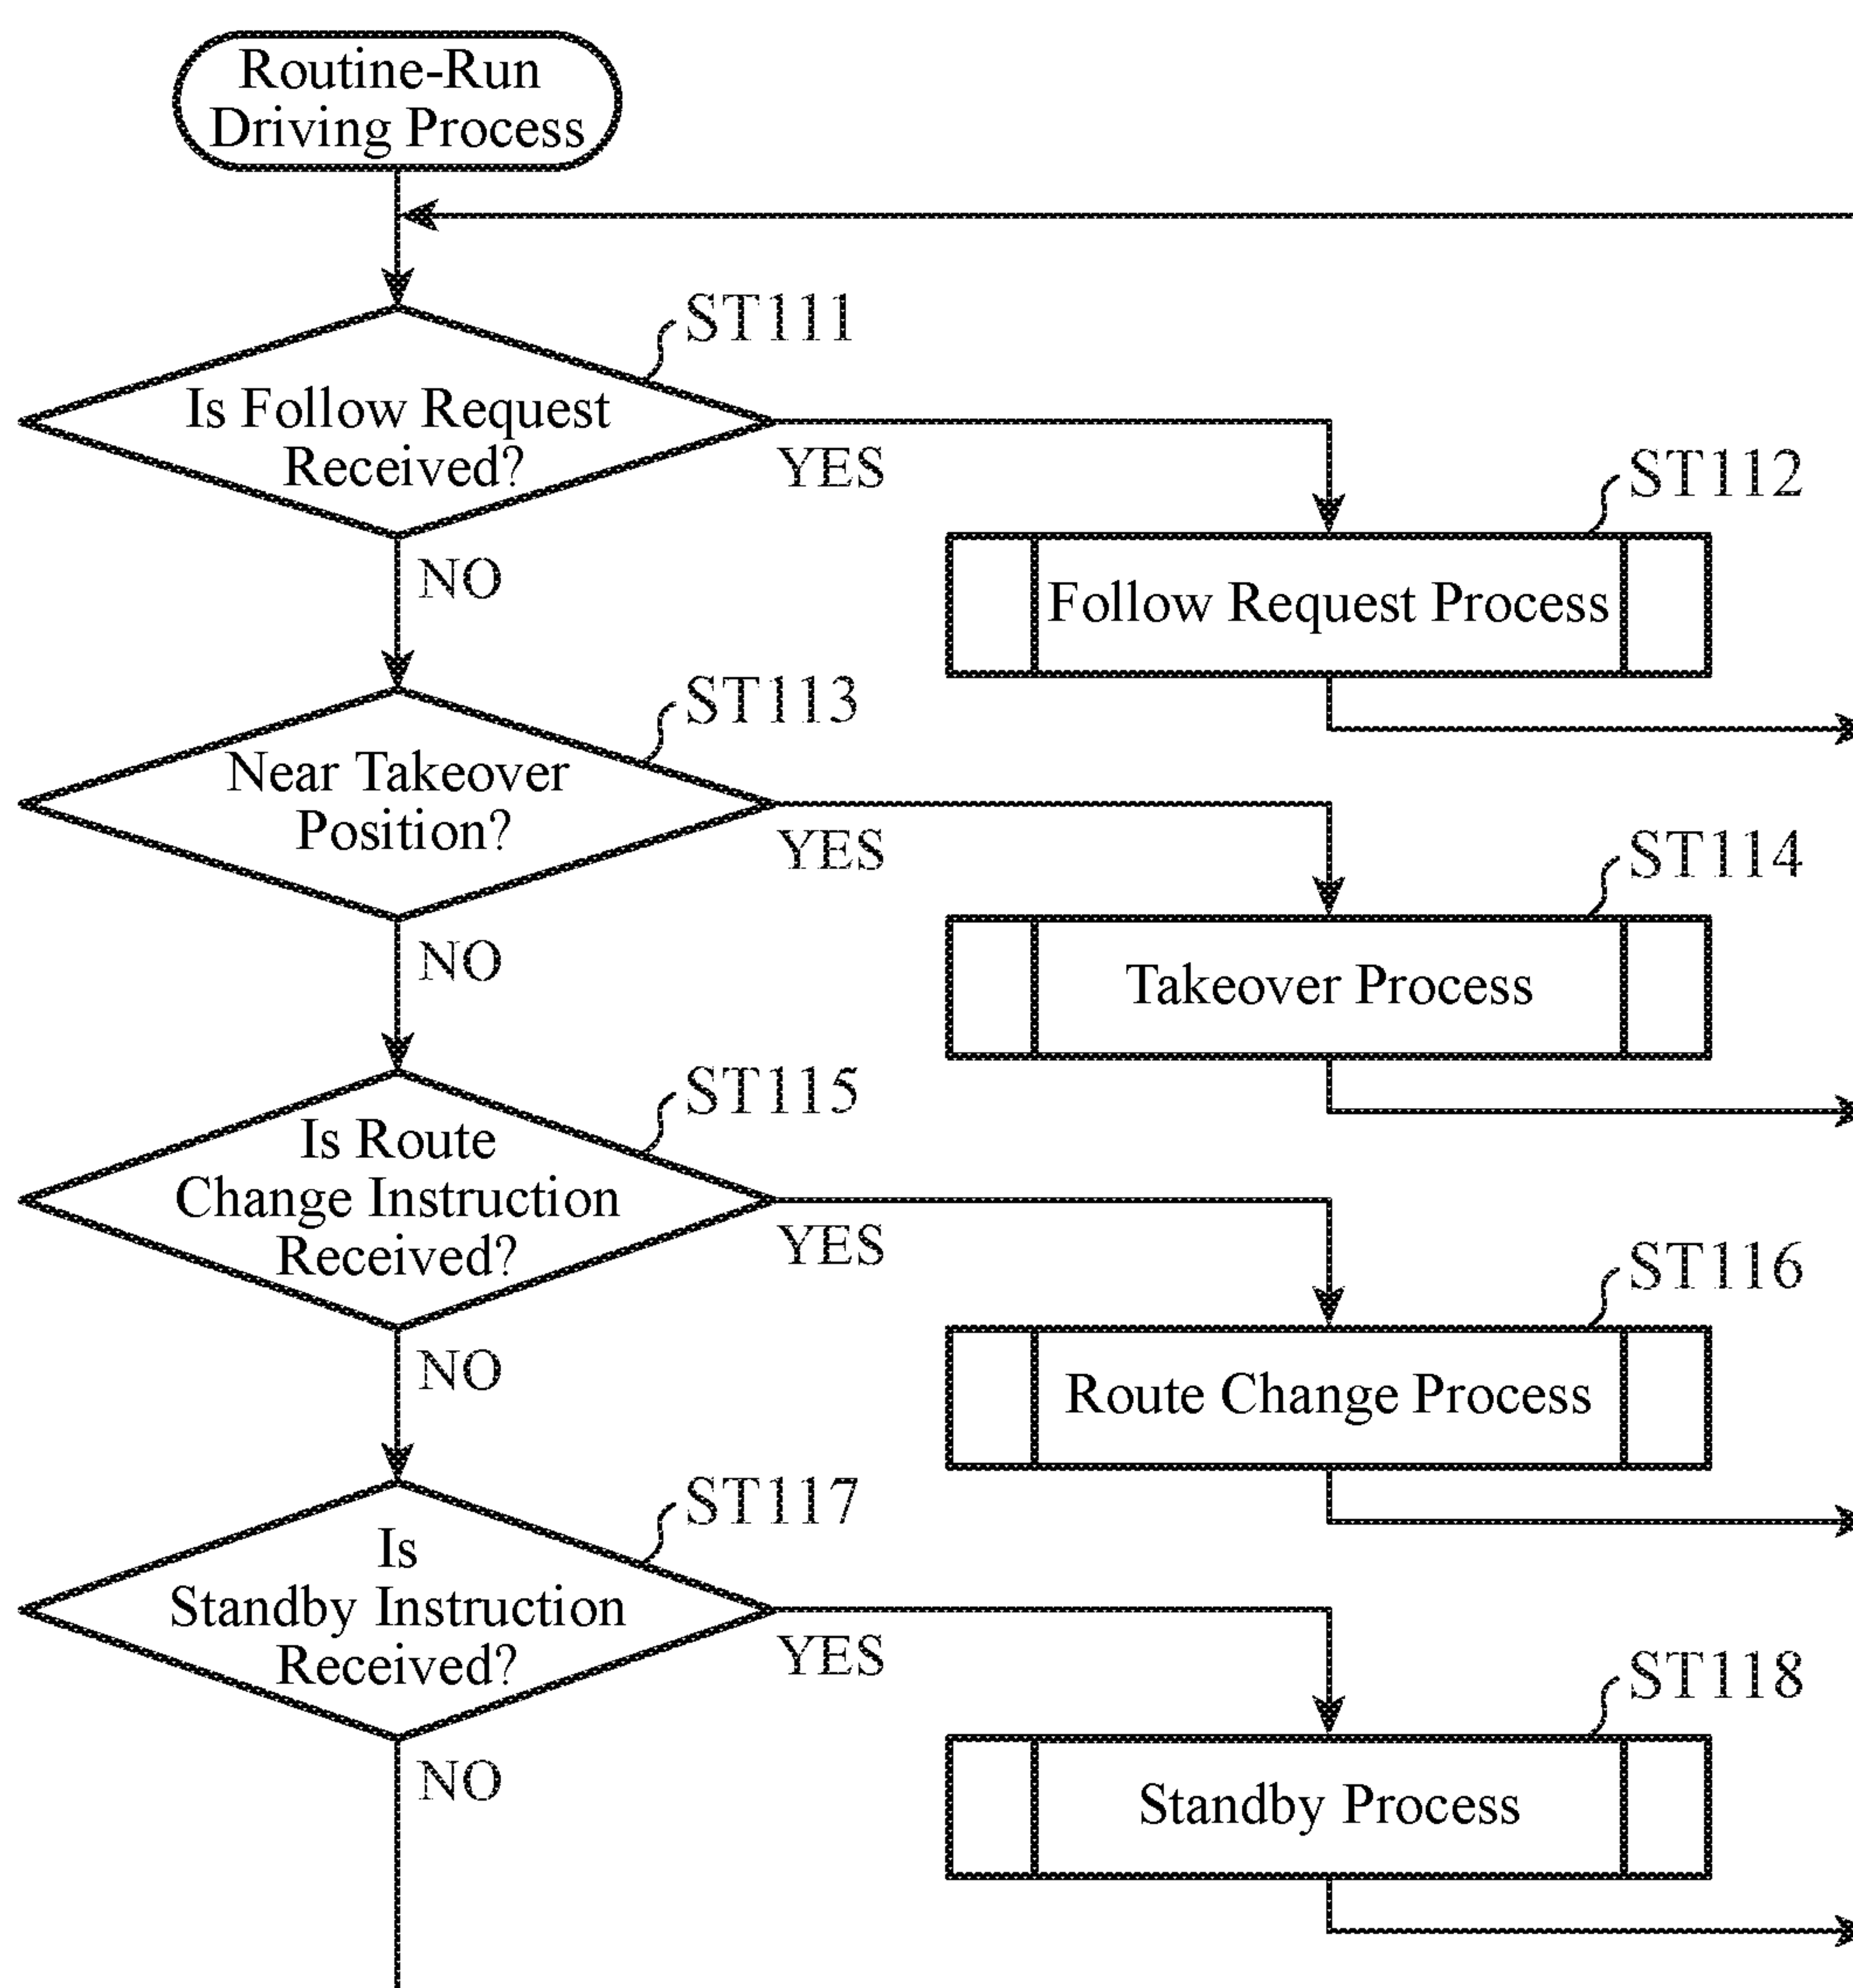 Routine-Run
Driving Process
ST111
Is Follow Request
Received?
YES
NO
ST112
Follow Request Process
ST113
Near Takeover
Position?
YES
NO
ST114
Takeover Process
ST115
Is Route
Change Instruction
Received?
YES
NO
ST116
Route Change Process
ST117
Is
Standby Instruction
Received?
YES
NO
ST118
Standby Process